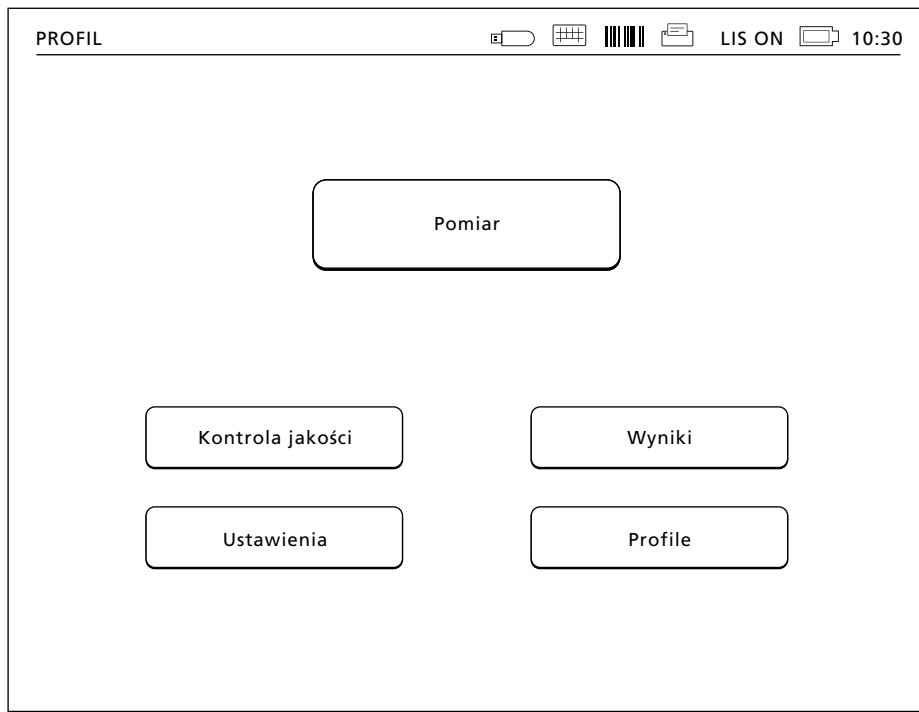 PROFIL LIS ON 10:30
Pomiar
Kontrola jakości Wyniki
Ustawienia Profile